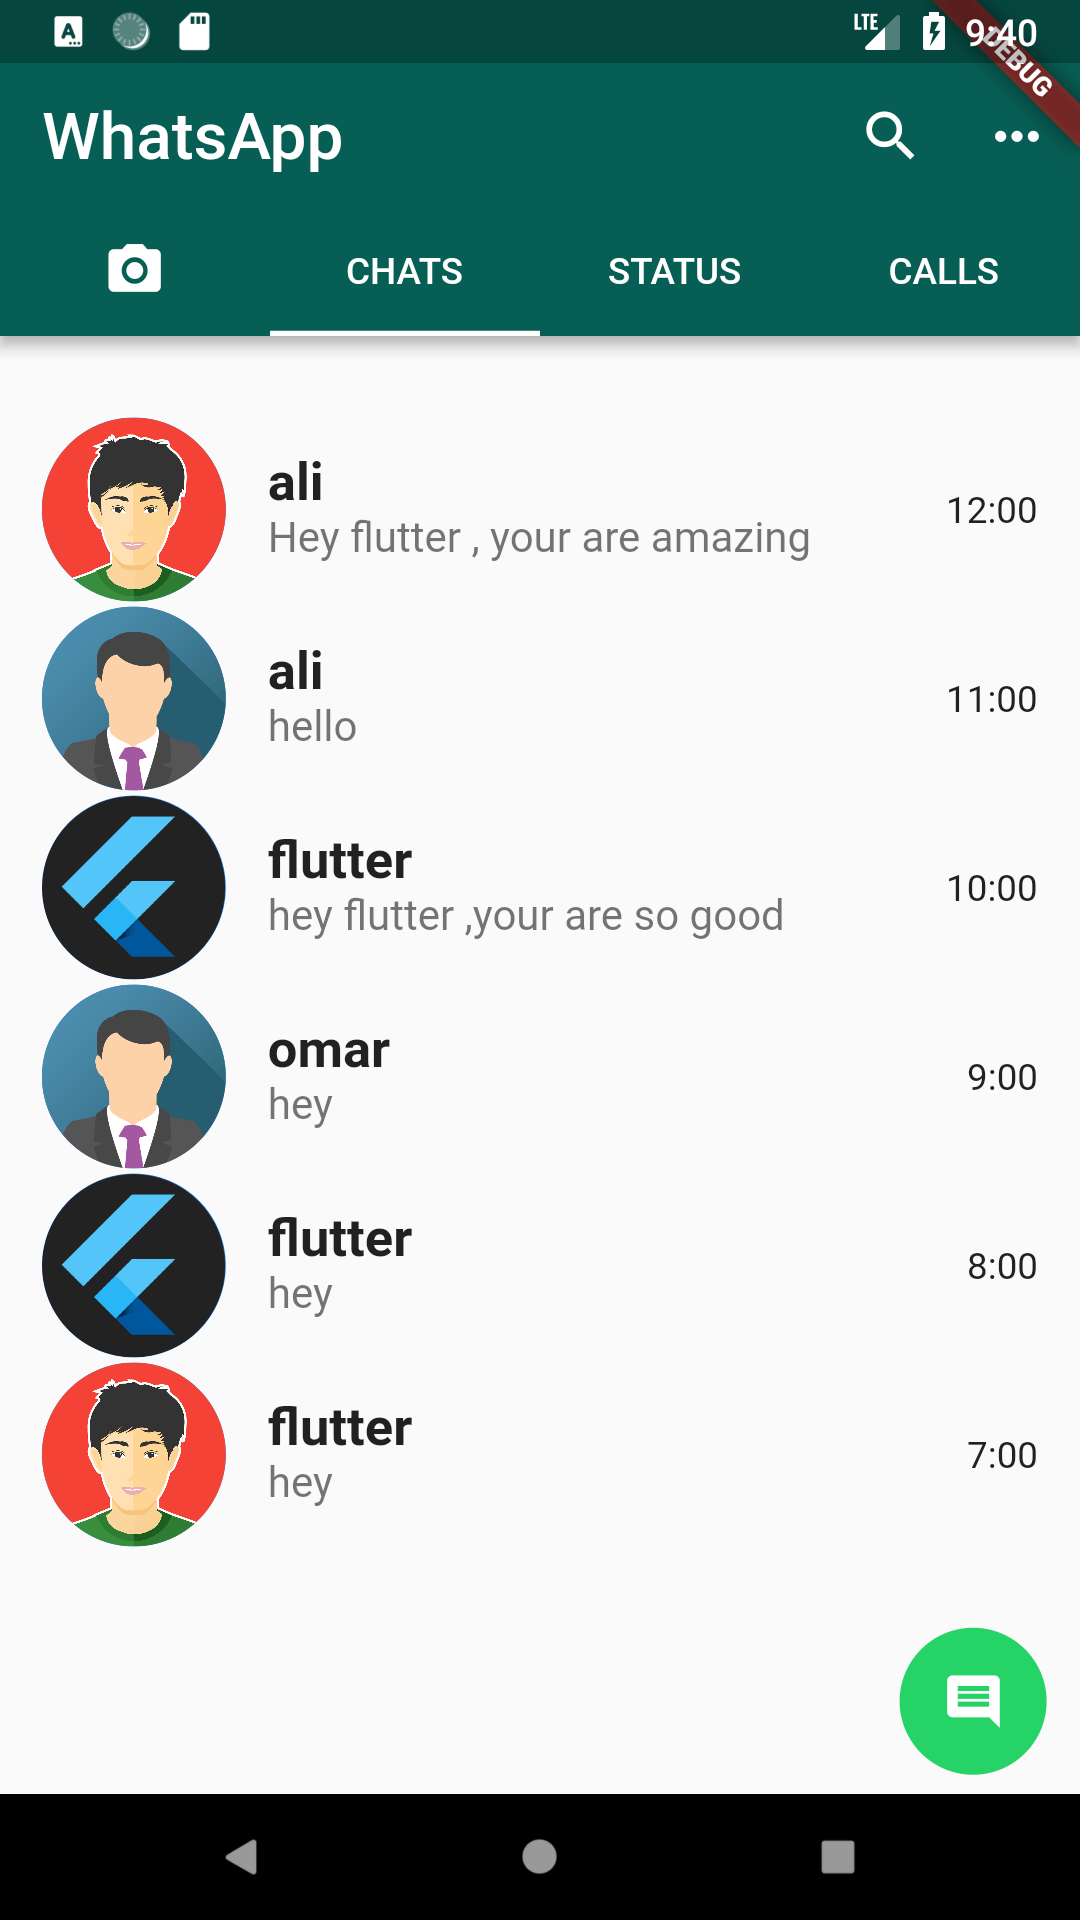 LTE 9:40
DEBUG
WhatsApp
CHATS STATUS CALLS
ali
Hey flutter , your are amazing
12:00
ali
hello
11:00
flutter
hey flutter ,your are so good
10:00
omar
hey
9:00
flutter
hey
8:00
flutter
hey
7:00